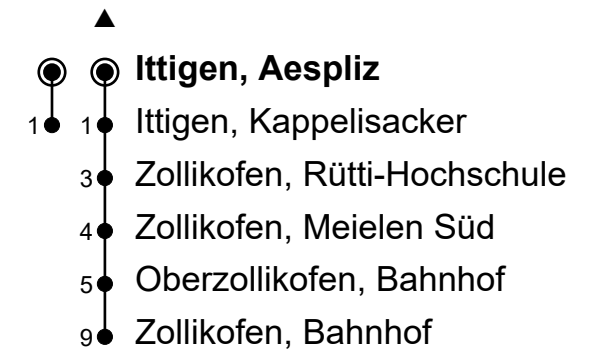 Ittigen, Aespliz
1 1 Ittigen, Kappelisacker
3 Zollikofen, Rütti-Hochschule
4 Zollikofen, Meielen Süd
5 Oberzollikofen, Bahnhof
9 Zollikofen, Bahnhof